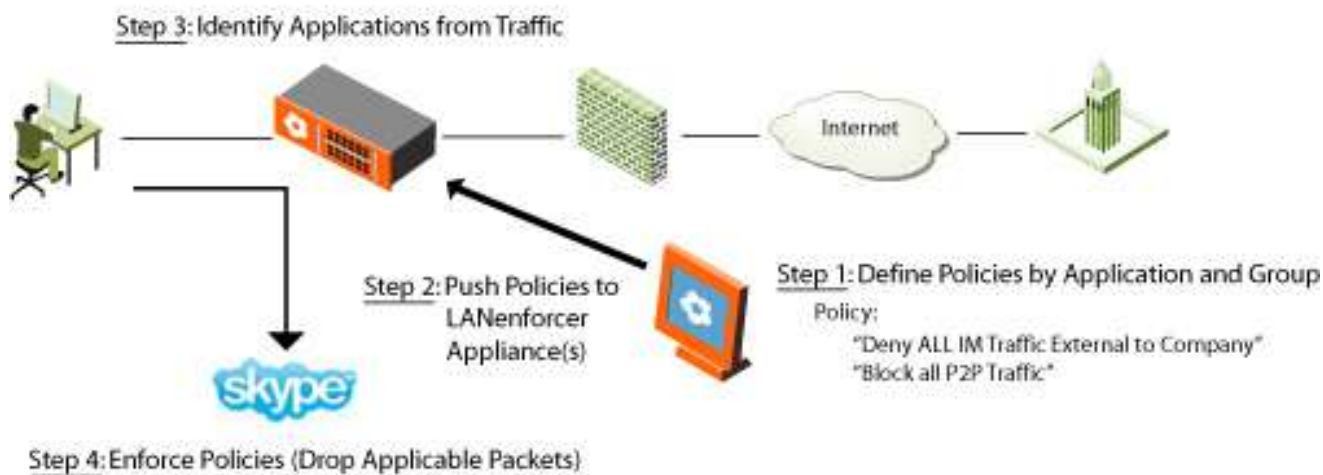 Step 3: Identify Applications from Traffic
Internet
Step 2: Push Policies to
LANenforcer
Appliance(s)
Step 1: Define Policies by Application and Group
Policy:
"Deny ALL IM Traffic External to Company"
"Block all P2P Traffic"
skype
Step 4: Enforce Policies (Drop Applicable Packets)